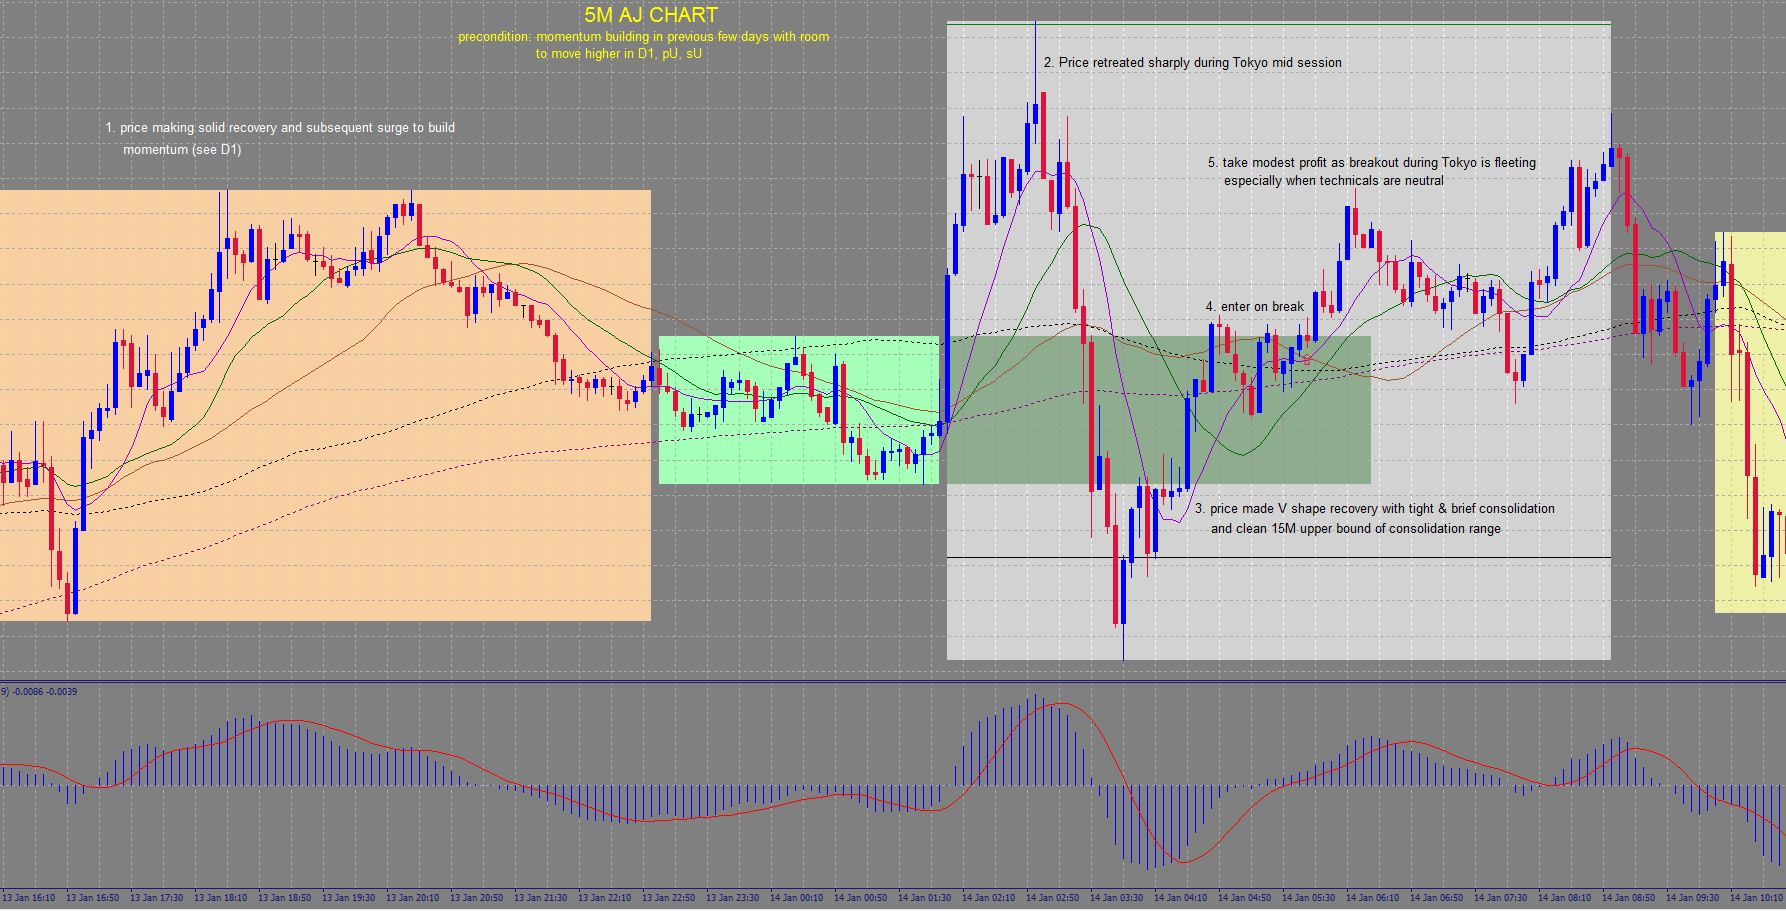 5M AJ CHART
precondition: momentum building in previous few days with room
to move higher in D1, pU, sU
2. Price retreated sharply during Tokyo mid session
1. price making solid recovery and subsequent surge to build
momentum (see D1)
5. take modest profit as breakout during Tokyo is fleeting
especially when technicals are neutral
4. enter on break
3. price made V shape recovery with tight & brief consolidation
and clean 15M upper bound of consolidation range
9) -0.0086 -0.0039
13 Jan 16:10 13 Jan 16:50 13 Jan 17:30 13 Jan 18:10 13 Jan 18:50 13 Jan 19:30 13 Jan 20:10 13 Jan 20:50 13 Jan 21:30 13 Jan 22:10 13 Jan 22:50 13 Jan 23:30 14 Jan 00:10 14 Jan 00:50 14 Jan 01:30 14 Jan 02:10 14 Jan 02:50 14 Jan 03:30 14 Jan 04:10 14 Jan 04:50 14 Jan 05:30 14 Jan 06:10 14 Jan 06:50 14 Jan 07:30 14 Jan 08:10 14 Jan 08:50 14 Jan 09:30 14 Jan 10:10